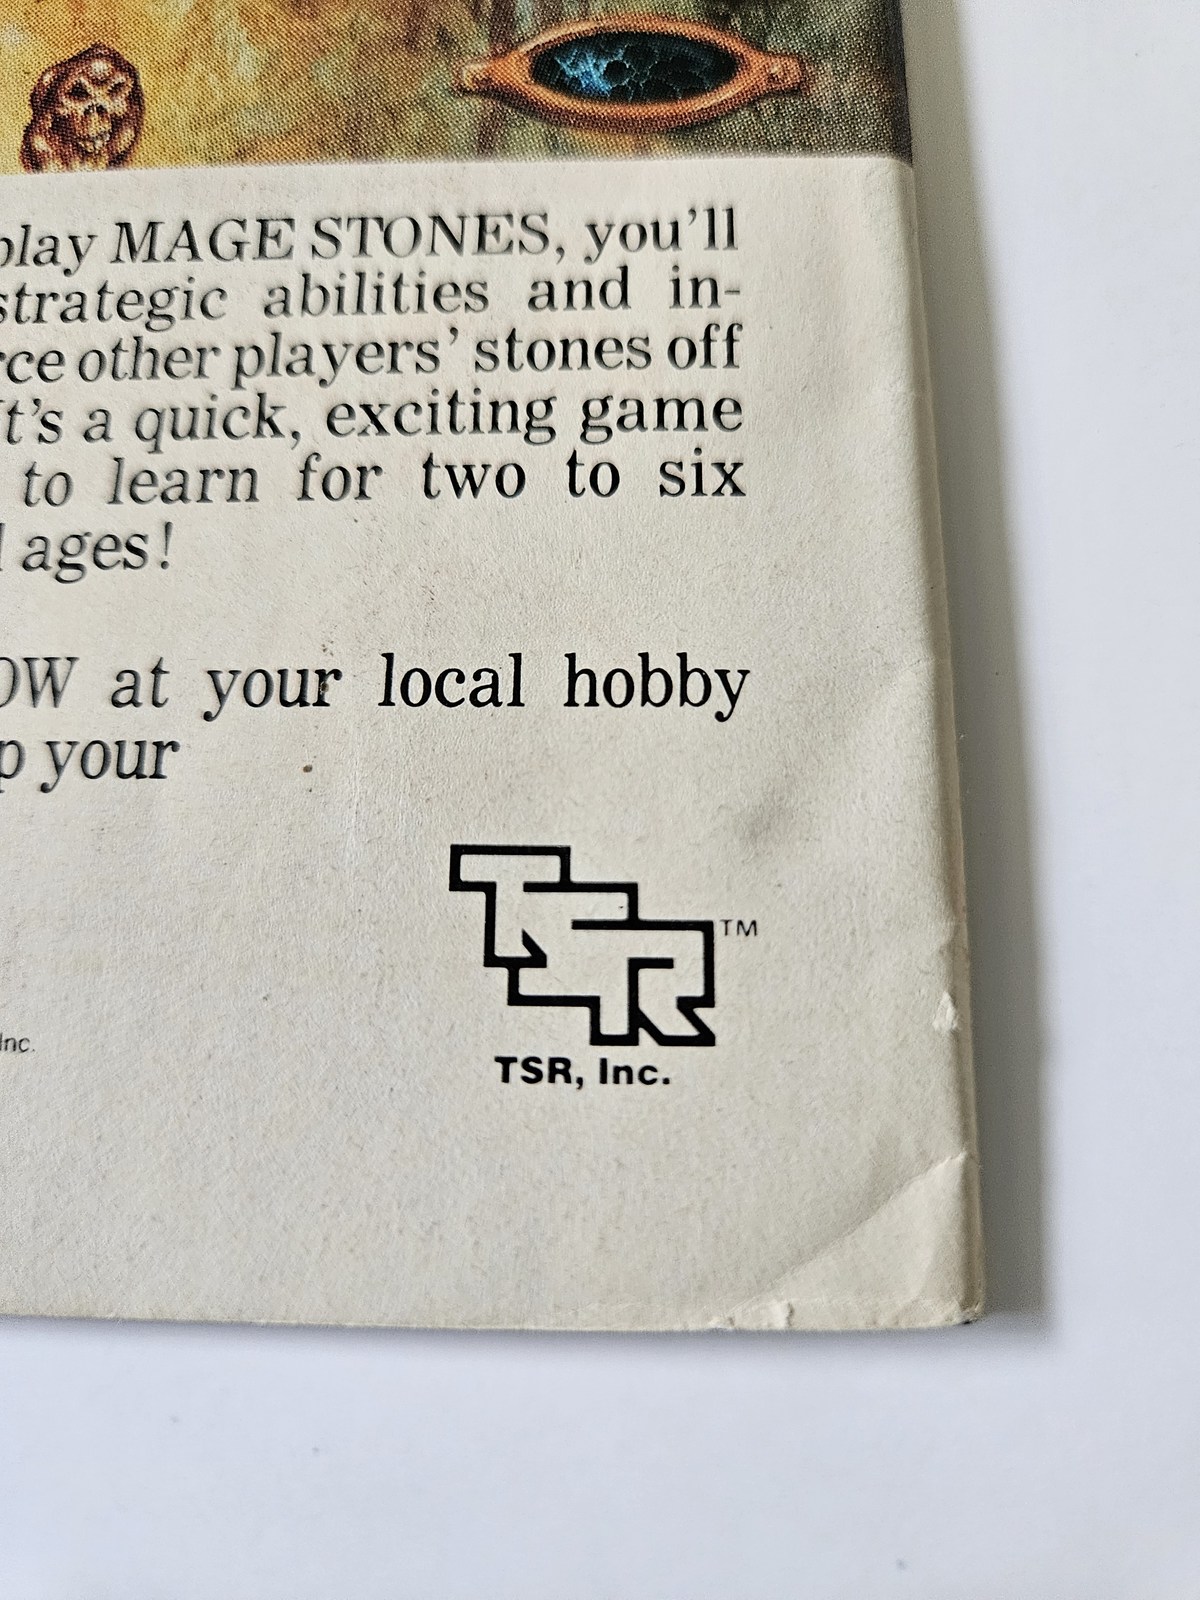 play MAGE STONES, you'll
strategic abilities and in-
rce other players' stones off
It's a quick, exciting game
to learn for two to six
l ages!
OW at your local hobby
p your
TSR
TM
Inc.
TSR, Inc.